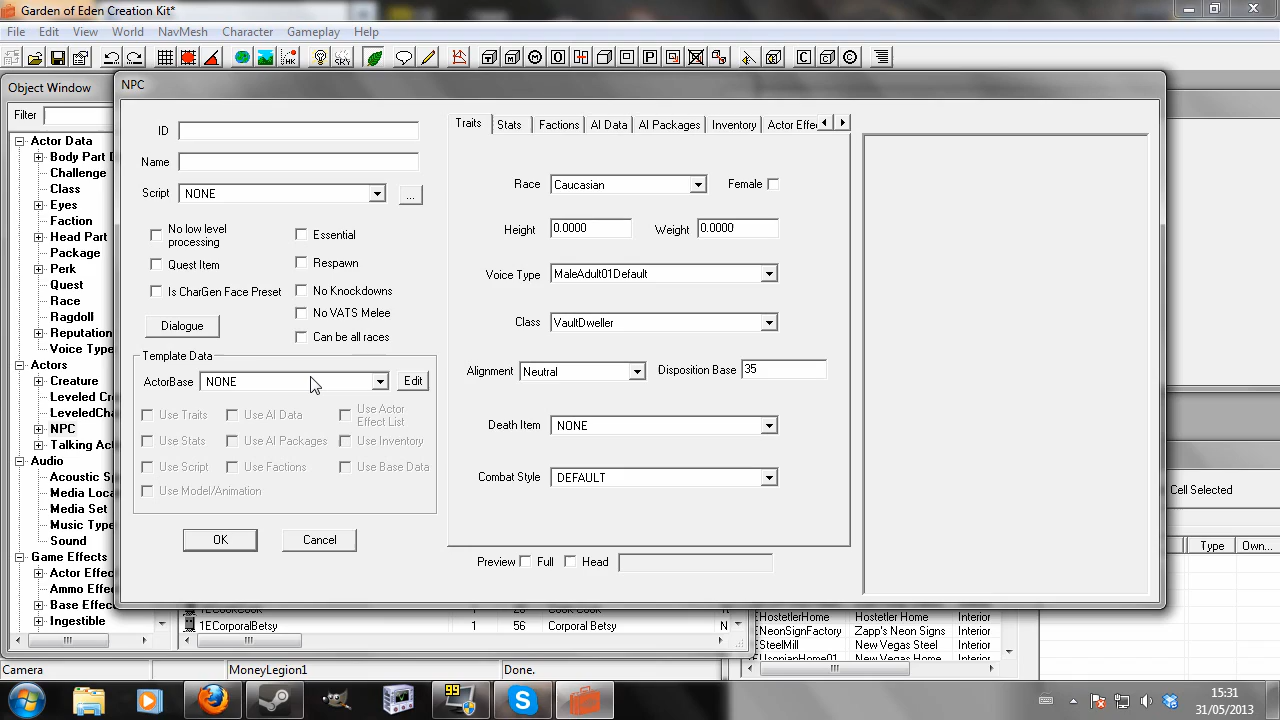 Garden of Eden Creation Kit*
File Edit View World NavMesh Character Gameplay Help
Object Window
Filter
Actor Data
Body Part D
Challenge
Class
Eyes
Faction
Head Part
Package
Perk
Quest
Race
Ragdoll
Reputation
Voice Type
Actors
Creature
Leveled Cr
LeveledCha
NPC
Talking Ac
Audio
Acoustic Sp
Media Loca
Media Set
Music Type
Sound
Game Effects
Actor Effec
Ammo Effe
Base Effec
Ingestible
NPC
ID
Name
Script NONE ...
No low level
processing
Quest Item
Is CharGen Face Preset
Essential
Respawn
No Knockdowns
No VATS Melee
Can be all races
Dialogue
Template Data
ActorBase NONE Edit
Use Traits Use AI Data Use Actor
Effect List
Use Stats Use AI Packages Use Inventory
Use Script Use Factions Use Base Data
Use Model/Animation
OK Cancel
Traits Stats Factions AI Data AI Packages Inventory Actor Effe
Race Caucasian Female
Height 0.0000 Weight 0.0000
Voice Type MaleAdult01Default
Class VaultDweller
Alignment Neutral Disposition Base 35
Death Item NONE
Combat Style DEFAULT
Preview Full Head
Cell Selected
Type Own...
1ECorporalBetsy 1 56 Corporal Betsy N
HostetlerHome Hostetler Home Interior
ENeonSignFactory Zapp's Neon Signs Interior
ESteelMill New Vegas Steel Interior
Camera MoneyLegion1 Done.
99
15:31
31/05/2013